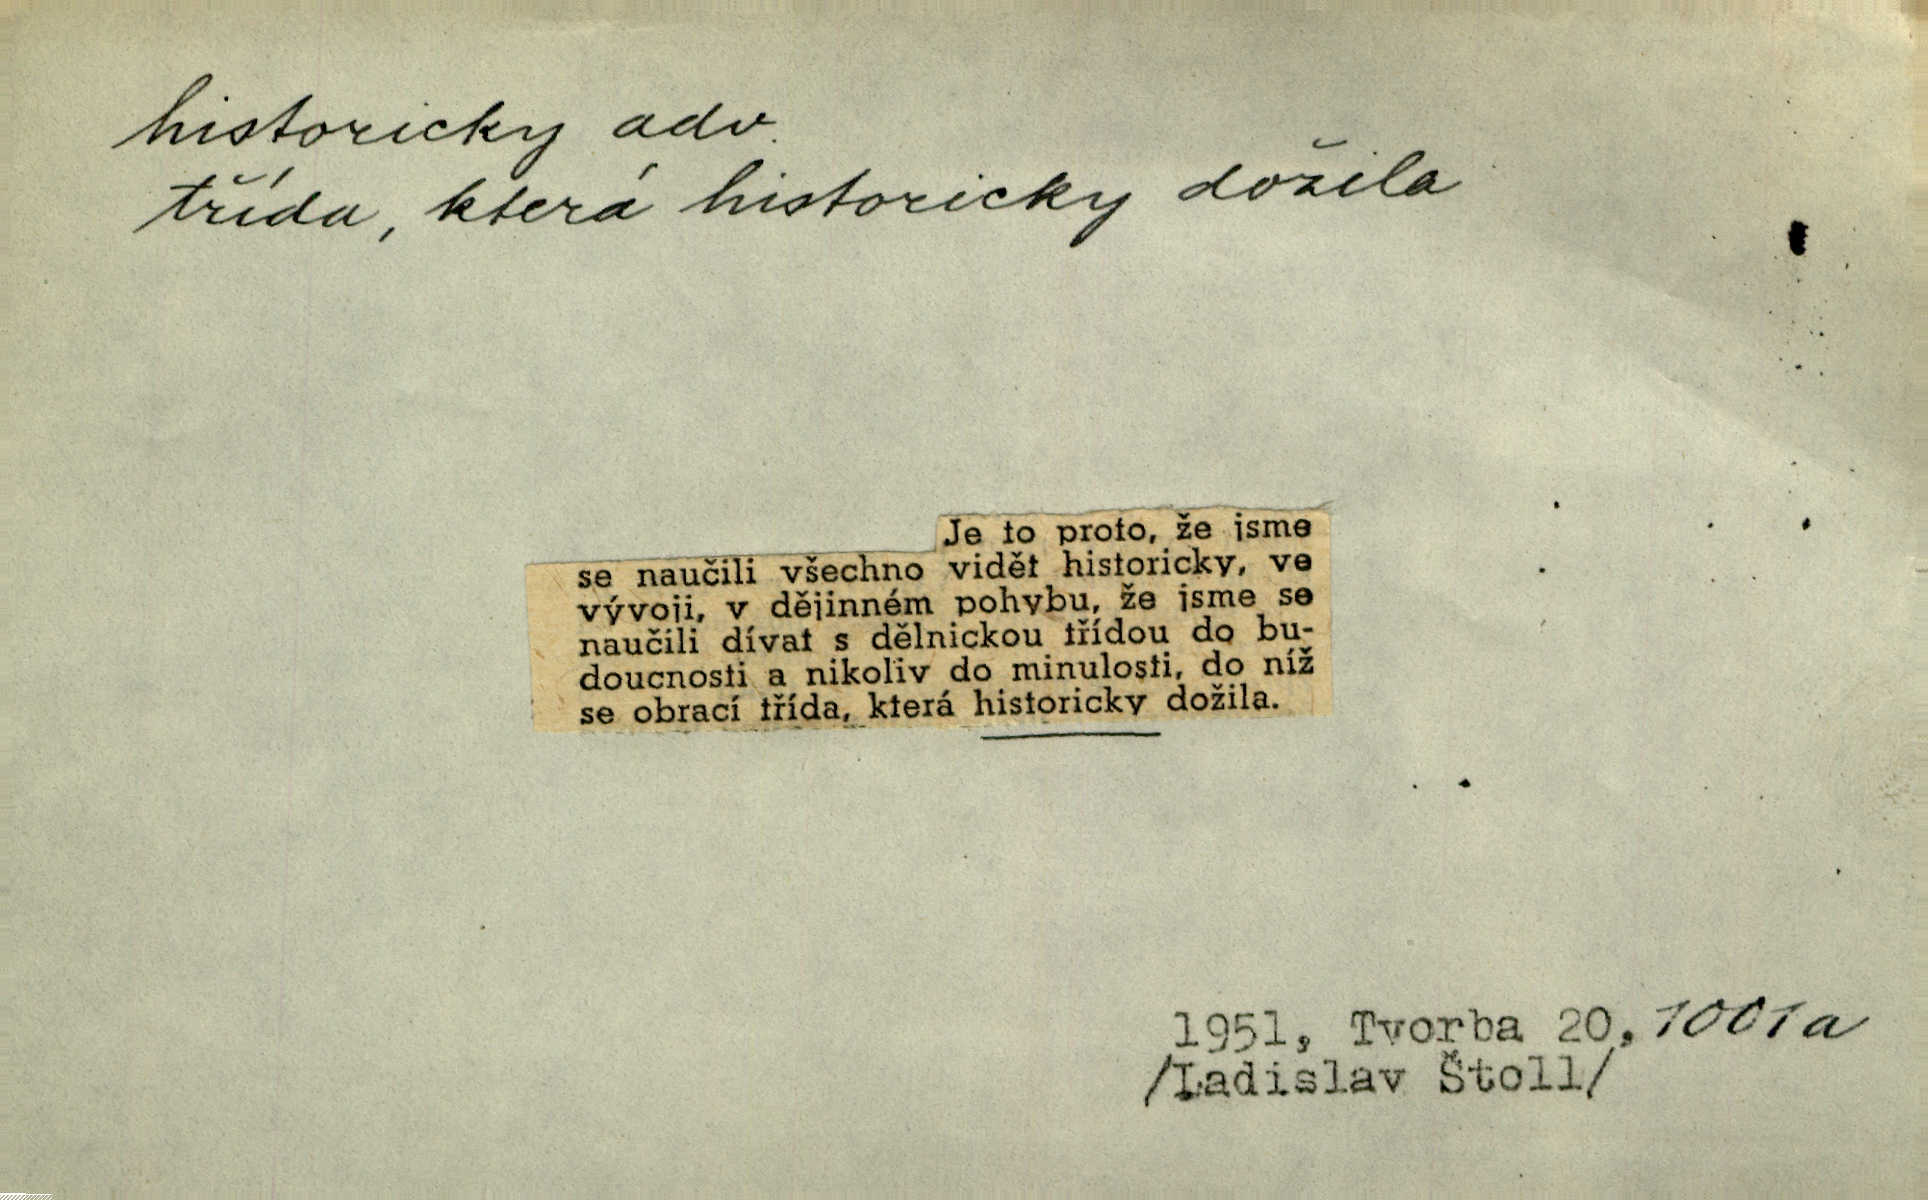 historicky adv.
třída, která historicky dožila
Je to proto, že jsme
se naučili všechno vidět historicky, ve
vývoji, v dějinném pohybu, že jsme se
naučili dívat s dělnickou třídou do bu-
doucnosti a nikoliv do minulosti, do níž
se obrací třída, která historicky dožila.
1951, Tvorba 20, 1001a
/Ladislav Štoll/